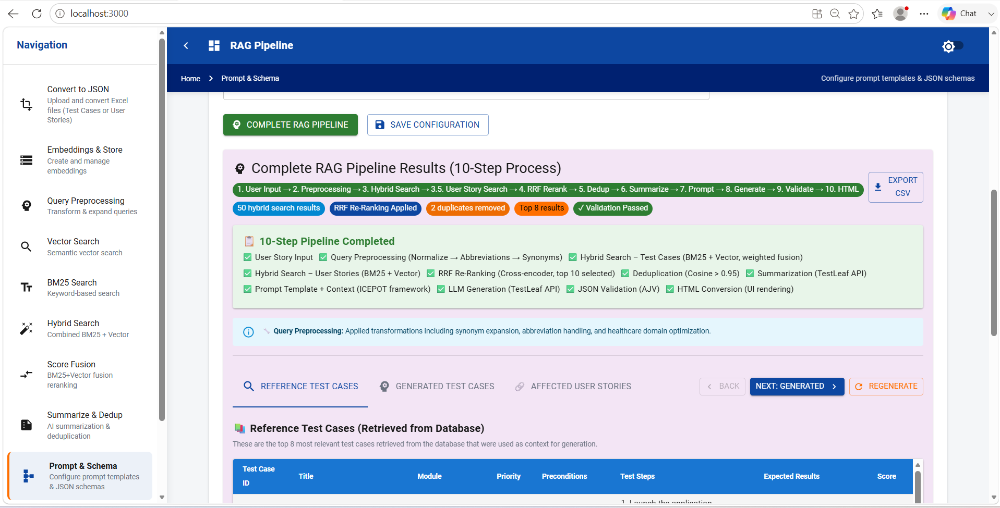 localhost:3000
Chat
Navigation
Convert to JSON
Upload and convert Excel
files (Test Cases or User
Stories)
Embeddings & Store
Create and manage
embeddings
Query Preprocessing
Transform & expand queries
Vector Search
Semantic vector search
BM25 Search
Keyword-based search
Hybrid Search
Combined BM25 + Vector
Score Fusion
BM25+Vector fusion
reranking
Summarize & Dedup
AI summarization &
deduplication
Prompt & Schema
Configure prompt templates
& JSON schemas
RAG Pipeline
Home > Prompt & Schema
Configure prompt templates & JSON schemas
COMPLETE RAG PIPELINE
SAVE CONFIGURATION
Complete RAG Pipeline Results (10-Step Process)
1. User Input → 2. Preprocessing → 3. Hybrid Search → 3.5. User Story Search → 4. RRF Rerank → 5. Dedup → 6. Summarize → 7. Prompt → 8. Generate → 9. Validate → 10. HTML
EXPORT
CSV
50 hybrid search results
RRF Re-Ranking Applied
2 duplicates removed
Top 8 results
✓ Validation Passed
📋 10-Step Pipeline Completed
✅ User Story Input ✅ Query Preprocessing (Normalize → Abbreviations → Synonyms) ✅ Hybrid Search – Test Cases (BM25 + Vector, weighted fusion)
✅ Hybrid Search – User Stories (BM25 + Vector) ✅ RRF Re-Ranking (Cross-encoder, top 10 selected) ✅ Deduplication (Cosine > 0.95) ✅ Summarization (TestLeaf API)
✅ Prompt Template + Context (ICEPOT framework) ✅ LLM Generation (TestLeaf API) ✅ JSON Validation (AJV) ✅ HTML Conversion (UI rendering)
🔧 Query Preprocessing: Applied transformations including synonym expansion, abbreviation handling, and healthcare domain optimization.
REFERENCE TEST CASES
GENERATED TEST CASES
AFFECTED USER STORIES
BACK
NEXT: GENERATED
REGENERATE
📚 Reference Test Cases (Retrieved from Database)
These are the top 8 most relevant test cases retrieved from the database that were used as context for generation.
Test Case
ID
Title
Module
Priority
Preconditions
Test Steps
Expected Results
Score
1. Launch the application